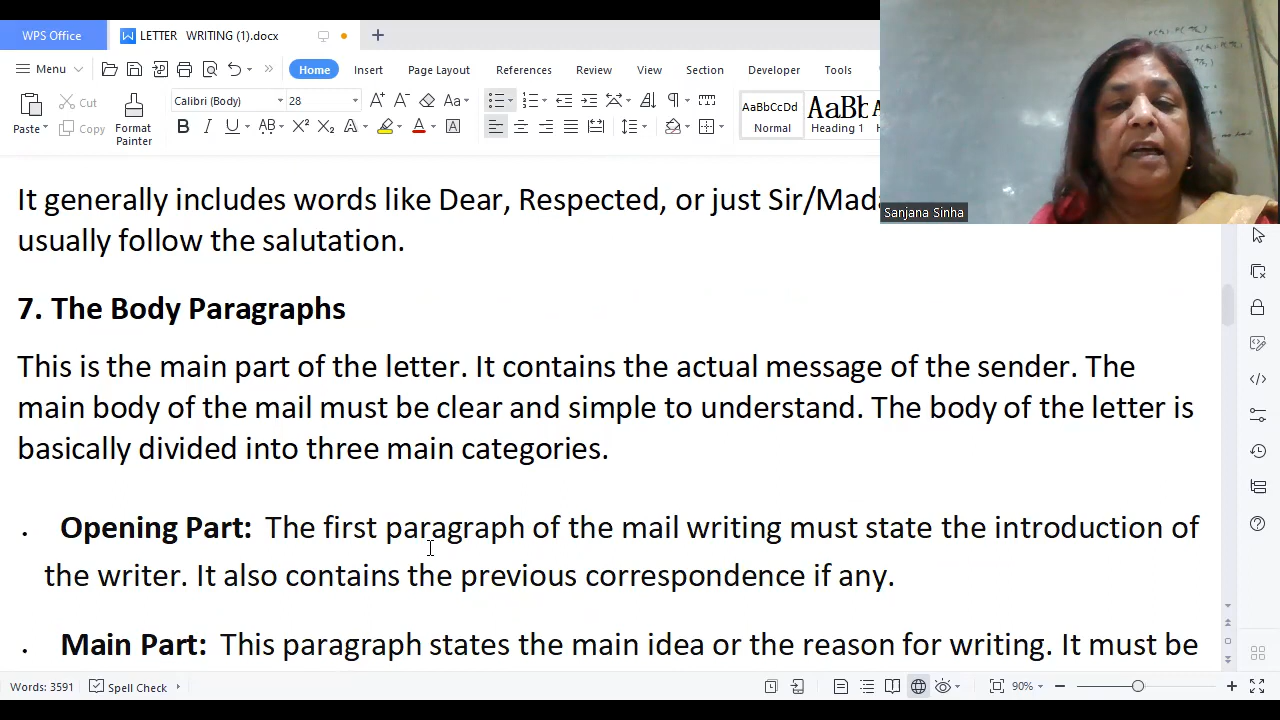 WPS Office
LETTER WRITING (1).docx
Menu
Home Insert Page Layout References Review View Section Developer Tools
Paste
Cut
Copy
Format
Painter
Calibri (Body) 28
AaBbCcDd
Normal
AaBb
Heading 1
Sanjana Sinha
It generally includes words like Dear, Respected, or just Sir/Mada
usually follow the salutation.
7. The Body Paragraphs
This is the main part of the letter. It contains the actual message of the sender. The
main body of the mail must be clear and simple to understand. The body of the letter is
basically divided into three main categories.
• Opening Part: The first paragraph of the mail writing must state the introduction of
the writer. It also contains the previous correspondence if any.
• Main Part: This paragraph states the main idea or the reason for writing. It must be
Words: 3591 Spell Check 90%